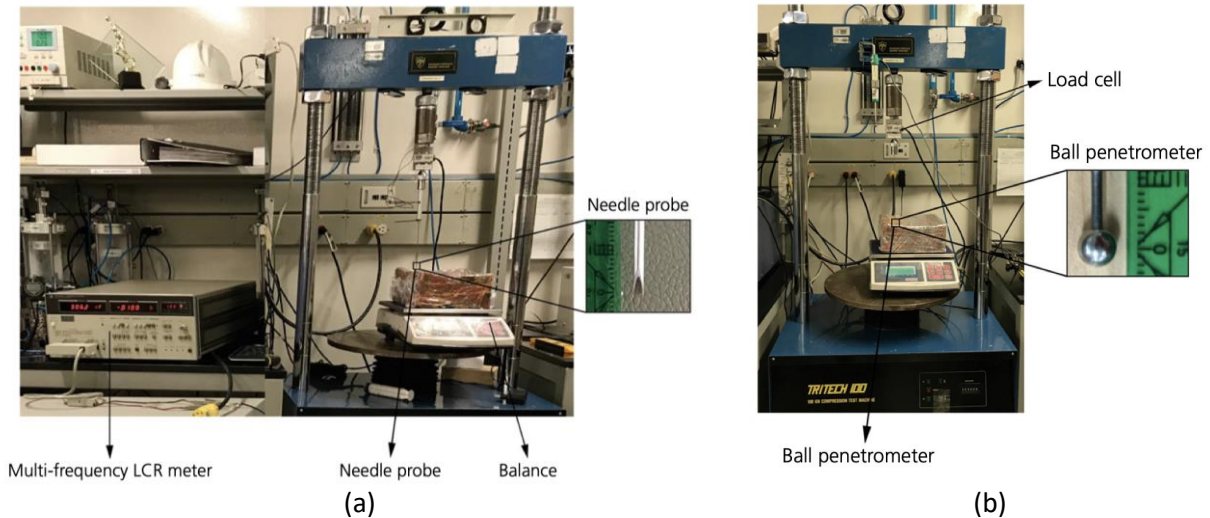 Needle probe
Multi-frequency LCR meter
Needle probe
Balance
(a)
Load cell
Ball penetrometer
TRITECH 100
Ball penetrometer
(b)